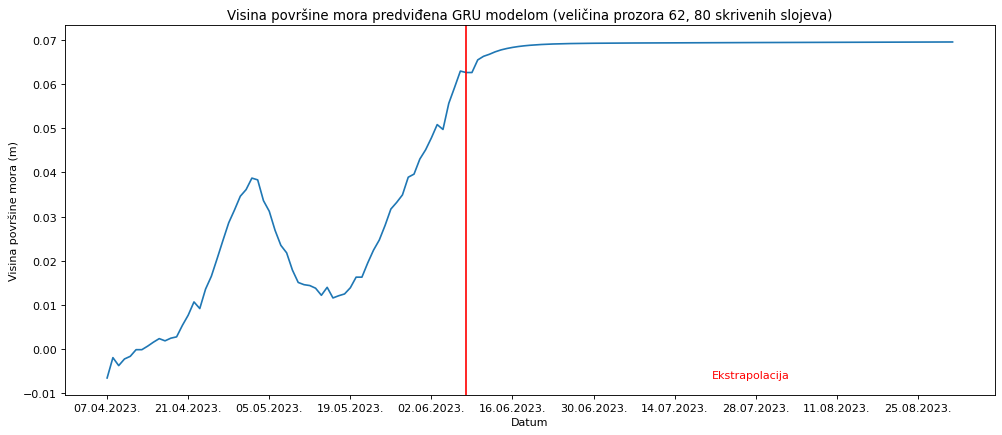 Visina površine mora predviđena GRU modelom (veličina prozora 62, 80 skrivenih slojeva)
Visina površine mora (m)
0.07
0.06
0.05
0.04
0.03
0.02
0.01
0.00
−0.01
Ekstrapolacija
07.04.2023. 21.04.2023. 05.05.2023. 19.05.2023. 02.06.2023. 16.06.2023. 30.06.2023. 14.07.2023. 28.07.2023. 11.08.2023. 25.08.2023.
Datum